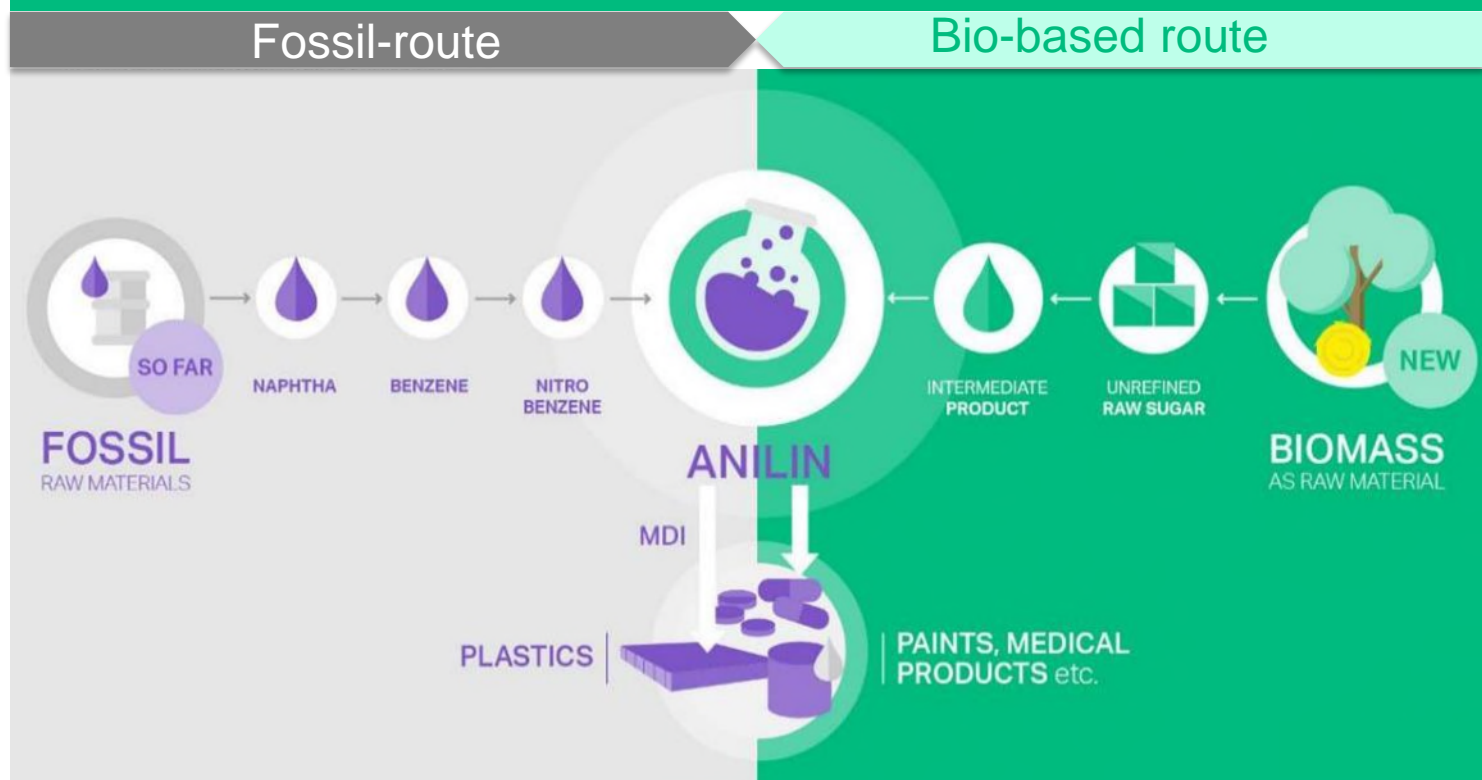 Fossil-route
Bio-based route
SO FAR
FOSSIL
RAW MATERIALS
NAPHTHA
BENZENE
NITRO
BENZENE
ANILIN
INTERMEDIATE
PRODUCT
UNREFINED
RAW SUGAR
NEW
BIOMASS
AS RAW MATERIAL
MDI
PLASTICS
PAINTS, MEDICAL
PRODUCTS etc.